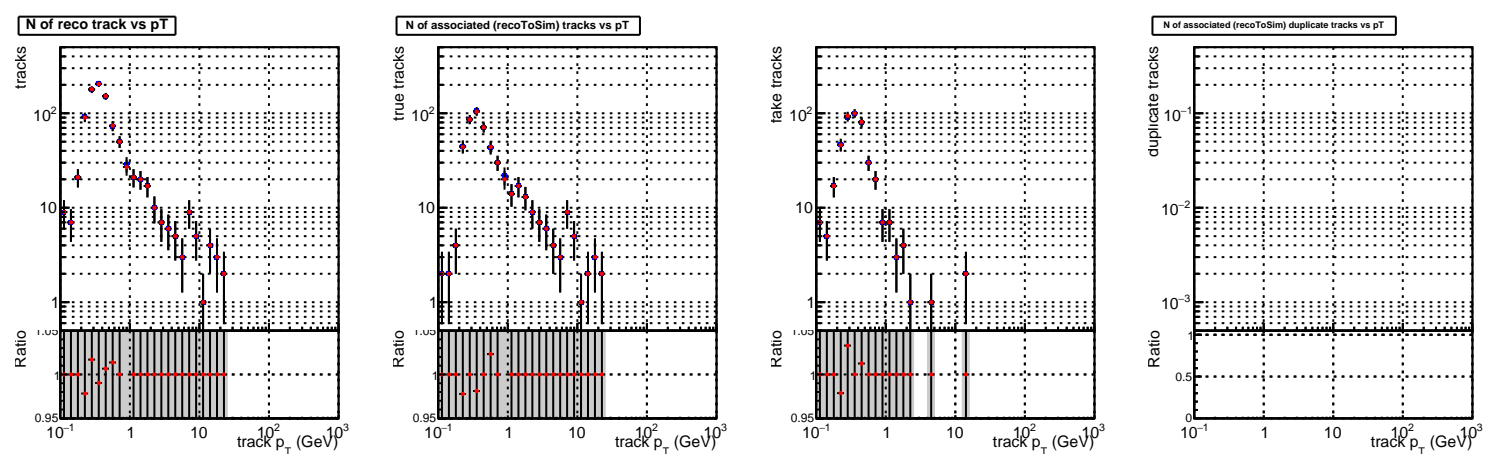 N of reco track vs pT
tracks
10²
10
1
Ratio
1.05
1
0.95
10⁻¹ 1 10 10² 10³
track p_T (GeV)
N of associated (recoToSim) tracks vs pT
true tracks
10²
10
1
Ratio
1.05
1
0.95
10⁻¹ 1 10 10² 10³
track p_T (GeV)
fake tracks
10²
10
1
Ratio
1.05
1
0.95
10⁻¹ 1 10 10² 10³
track p_T (GeV)
N of associated (recoToSim) duplicate tracks vs pT
duplicate tracks
10⁻¹
10⁻²
10⁻³
Ratio
1
0.5
0
10⁻¹ 1 10 10² 10³
track p_T (GeV)